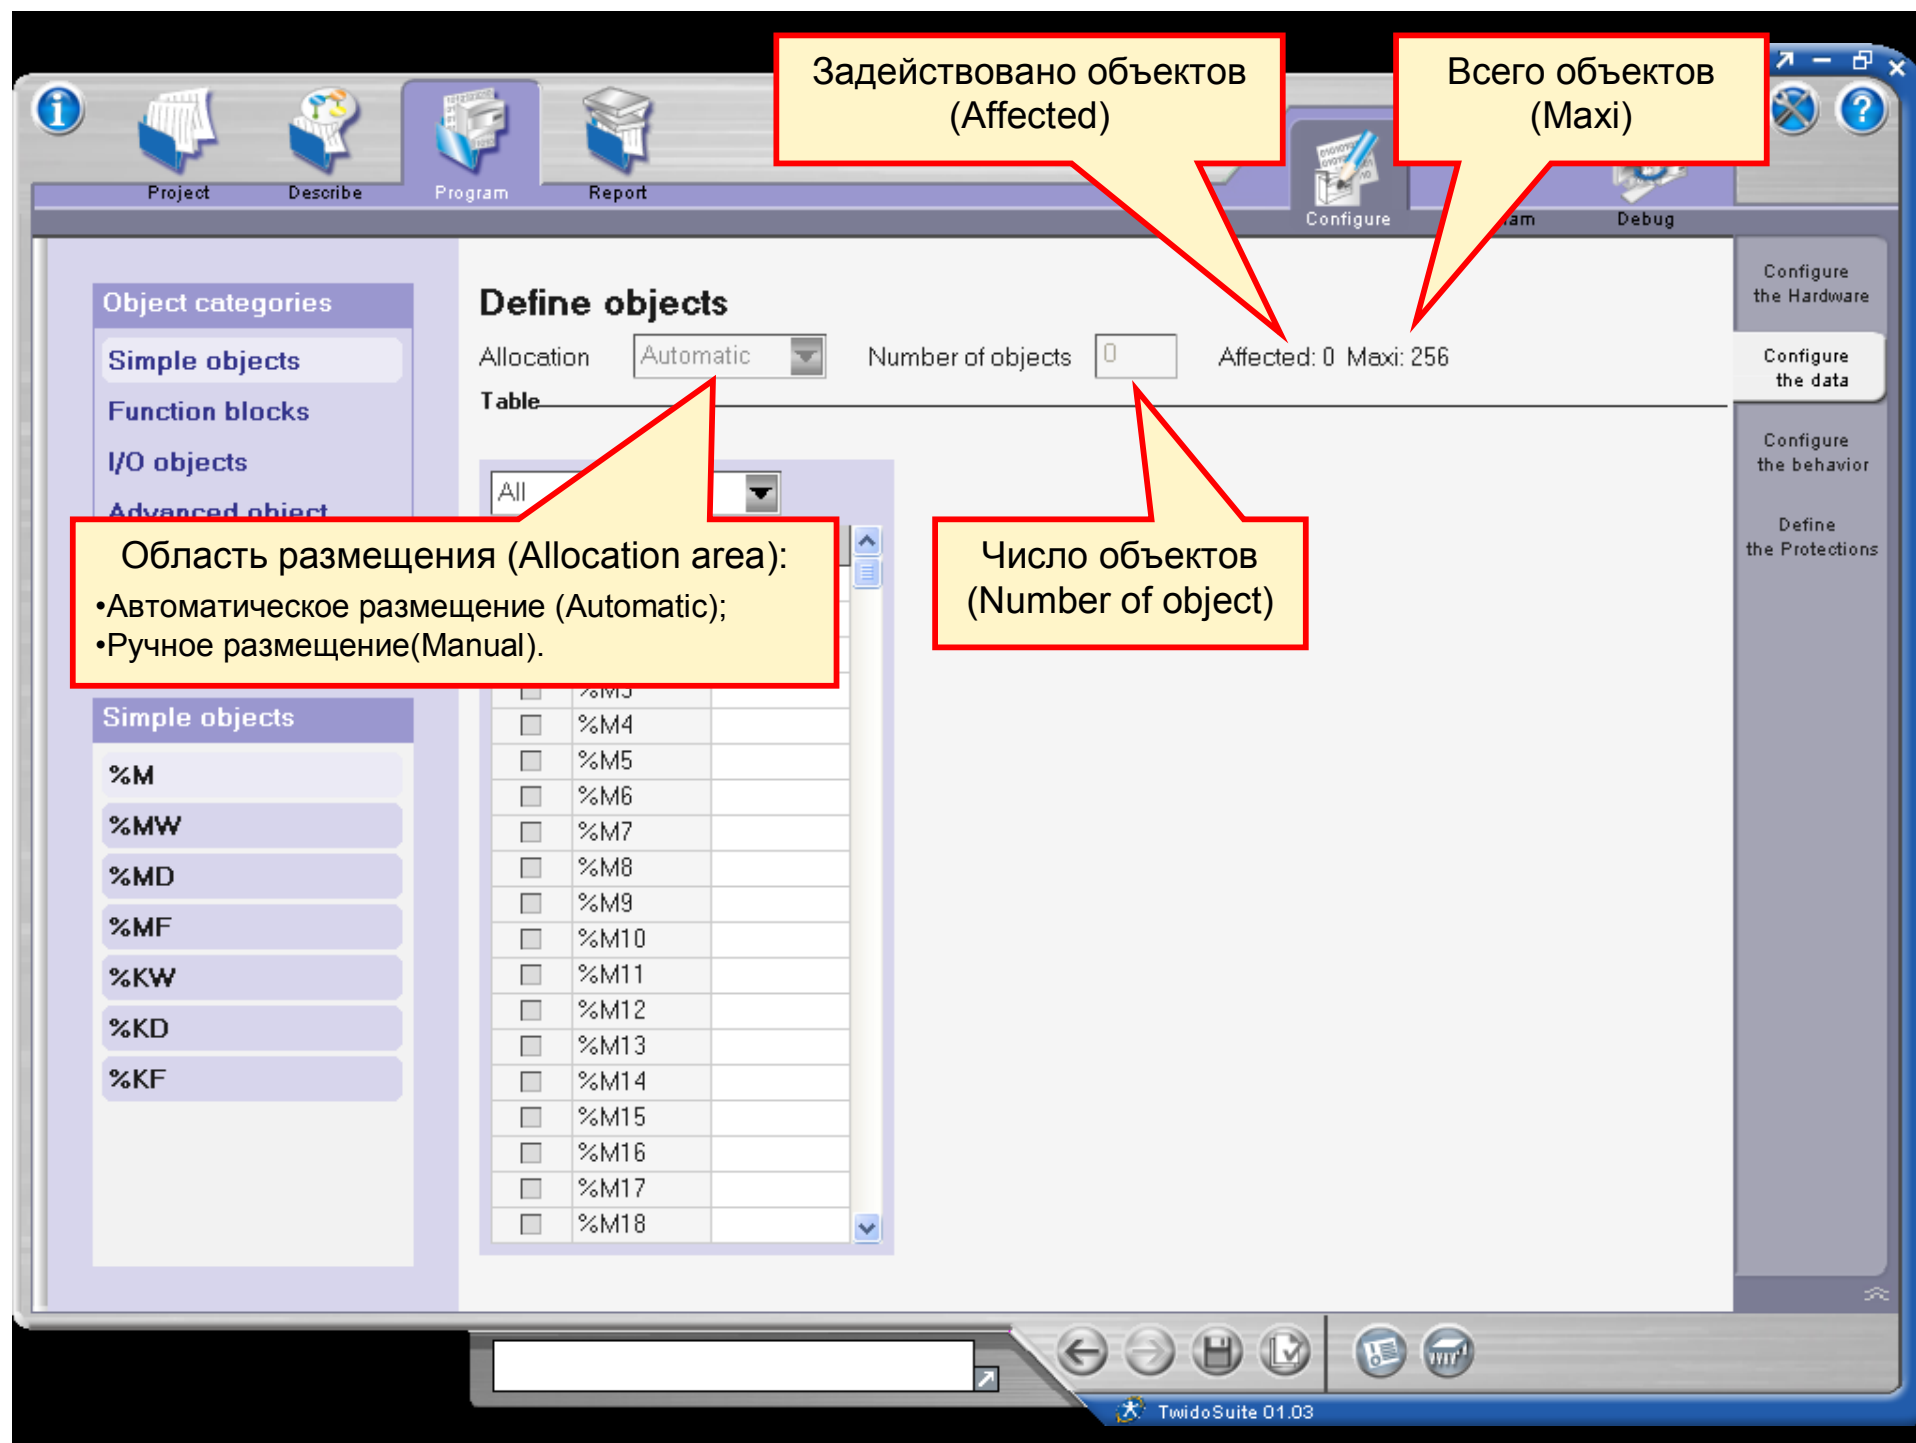 Задействовано объектов
(Affected)
Всего объектов
(Maxi)
Project
Describe
Program
Report
Configure
Debug
Object categories
Simple objects
Function blocks
I/O objects
Advanced object
Define objects
Allocation
Automatic
Number of objects
0
Affected: 0 Maxi: 256
Table
All
Область размещения (Allocation area):
•Автоматическое размещение (Automatic);
•Ручное размещение(Manual).
Число объектов
(Number of object)
Simple objects
%M
%MW
%MD
%MF
%KW
%KD
%KF
%M3
%M4
%M5
%M6
%M7
%M8
%M9
%M10
%M11
%M12
%M13
%M14
%M15
%M16
%M17
%M18
Configure
the Hardware
Configure
the data
Configure
the behavior
Define
the Protections
TwidoSuite 01.03